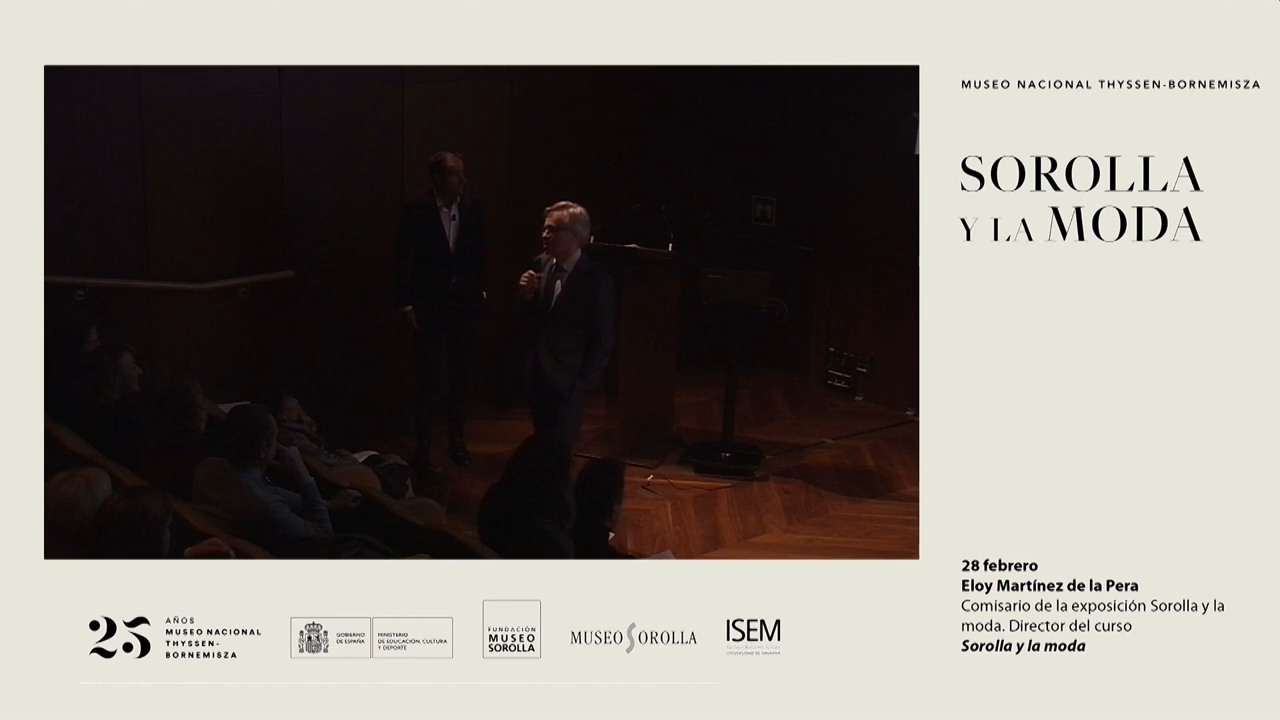 MUSEO NACIONAL THYSSEN-BORNEMISZA
SOROLLA
Y LA MODA
28 febrero
Eloy Martínez de la Pera
Comisario de la exposición Sorolla y la
moda. Director del curso
Sorolla y la moda
25
AÑOS
MUSEO NACIONAL
THYSSEN-
BORNEMISZA
GOBIERNO
DE ESPAÑA
MINISTERIO
DE EDUCACIÓN, CULTURA
Y DEPORTE
FUNDACIÓN
MUSEO
SOROLLA
MUSEO SOROLLA
ISEM